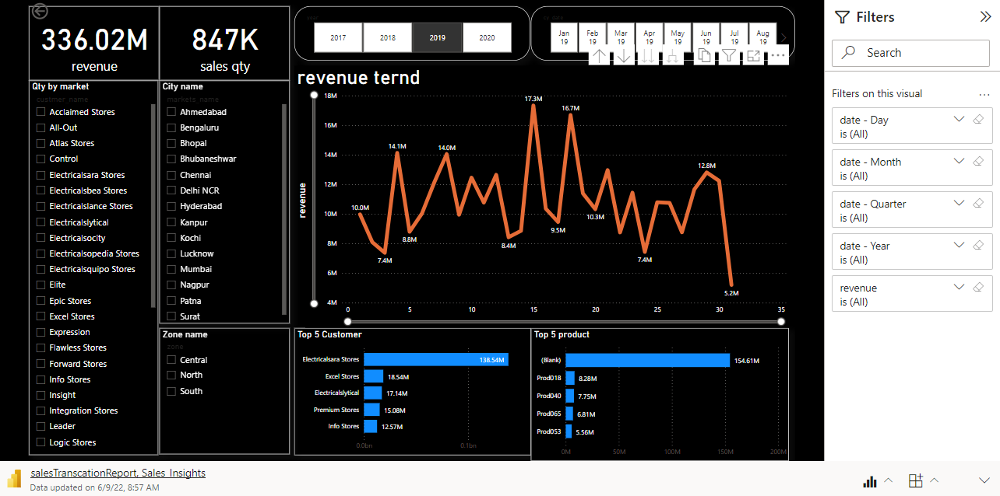 336.02M
revenue
847K
sales qty
year
2017 2018 2019 2020
cy_date
Jan 19 Feb 19 Mar 19 Apr 19 May 19 Jun 19 Jul 19 Aug 19
Qty by market
custmer_name
Acclaimed Stores
All-Out
Atlas Stores
Control
Electricalsara Stores
Electricalsbea Stores
Electricalslance Stores
Electricalslytical
Electricalsocity
Electricalsopedia Stores
Electricalsquipo Stores
Elite
Epic Stores
Excel Stores
Expression
Flawless Stores
Forward Stores
Info Stores
Insight
Integration Stores
Leader
Logic Stores
City name
markets_name
Ahmedabad
Bengaluru
Bhopal
Bhubaneshwar
Chennai
Delhi NCR
Hyderabad
Kanpur
Kochi
Lucknow
Mumbai
Nagpur
Patna
Surat
Zone name
zone
Central
North
South
revenue ternd
revenue
18M
16M
14M
12M
10M
8M
6M
4M
10.0M
7.4M
14.1M
8.8M
14.0M
8.4M
17.3M
9.5M
16.7M
10.3M
7.4M
12.8M
5.2M
0 5 10 15 20 25 30 35
Top 5 Customer
Electricalsara Stores 138.54M
Excel Stores 18.54M
Electricalslytical 17.14M
Premium Stores 15.08M
Info Stores 12.57M
0.0bn 0.1bn
Top 5 product
(Blank) 154.61M
Prod018 8.28M
Prod040 7.75M
Prod065 6.81M
Prod053 5.56M
0M 50M 100M 150M 200M
Filters
Search
Filters on this visual
date - Day
is (All)
date - Month
is (All)
date - Quarter
is (All)
date - Year
is (All)
revenue
is (All)
salesTranscationReport, Sales_Insights
Data updated on 6/9/22, 8:57 AM